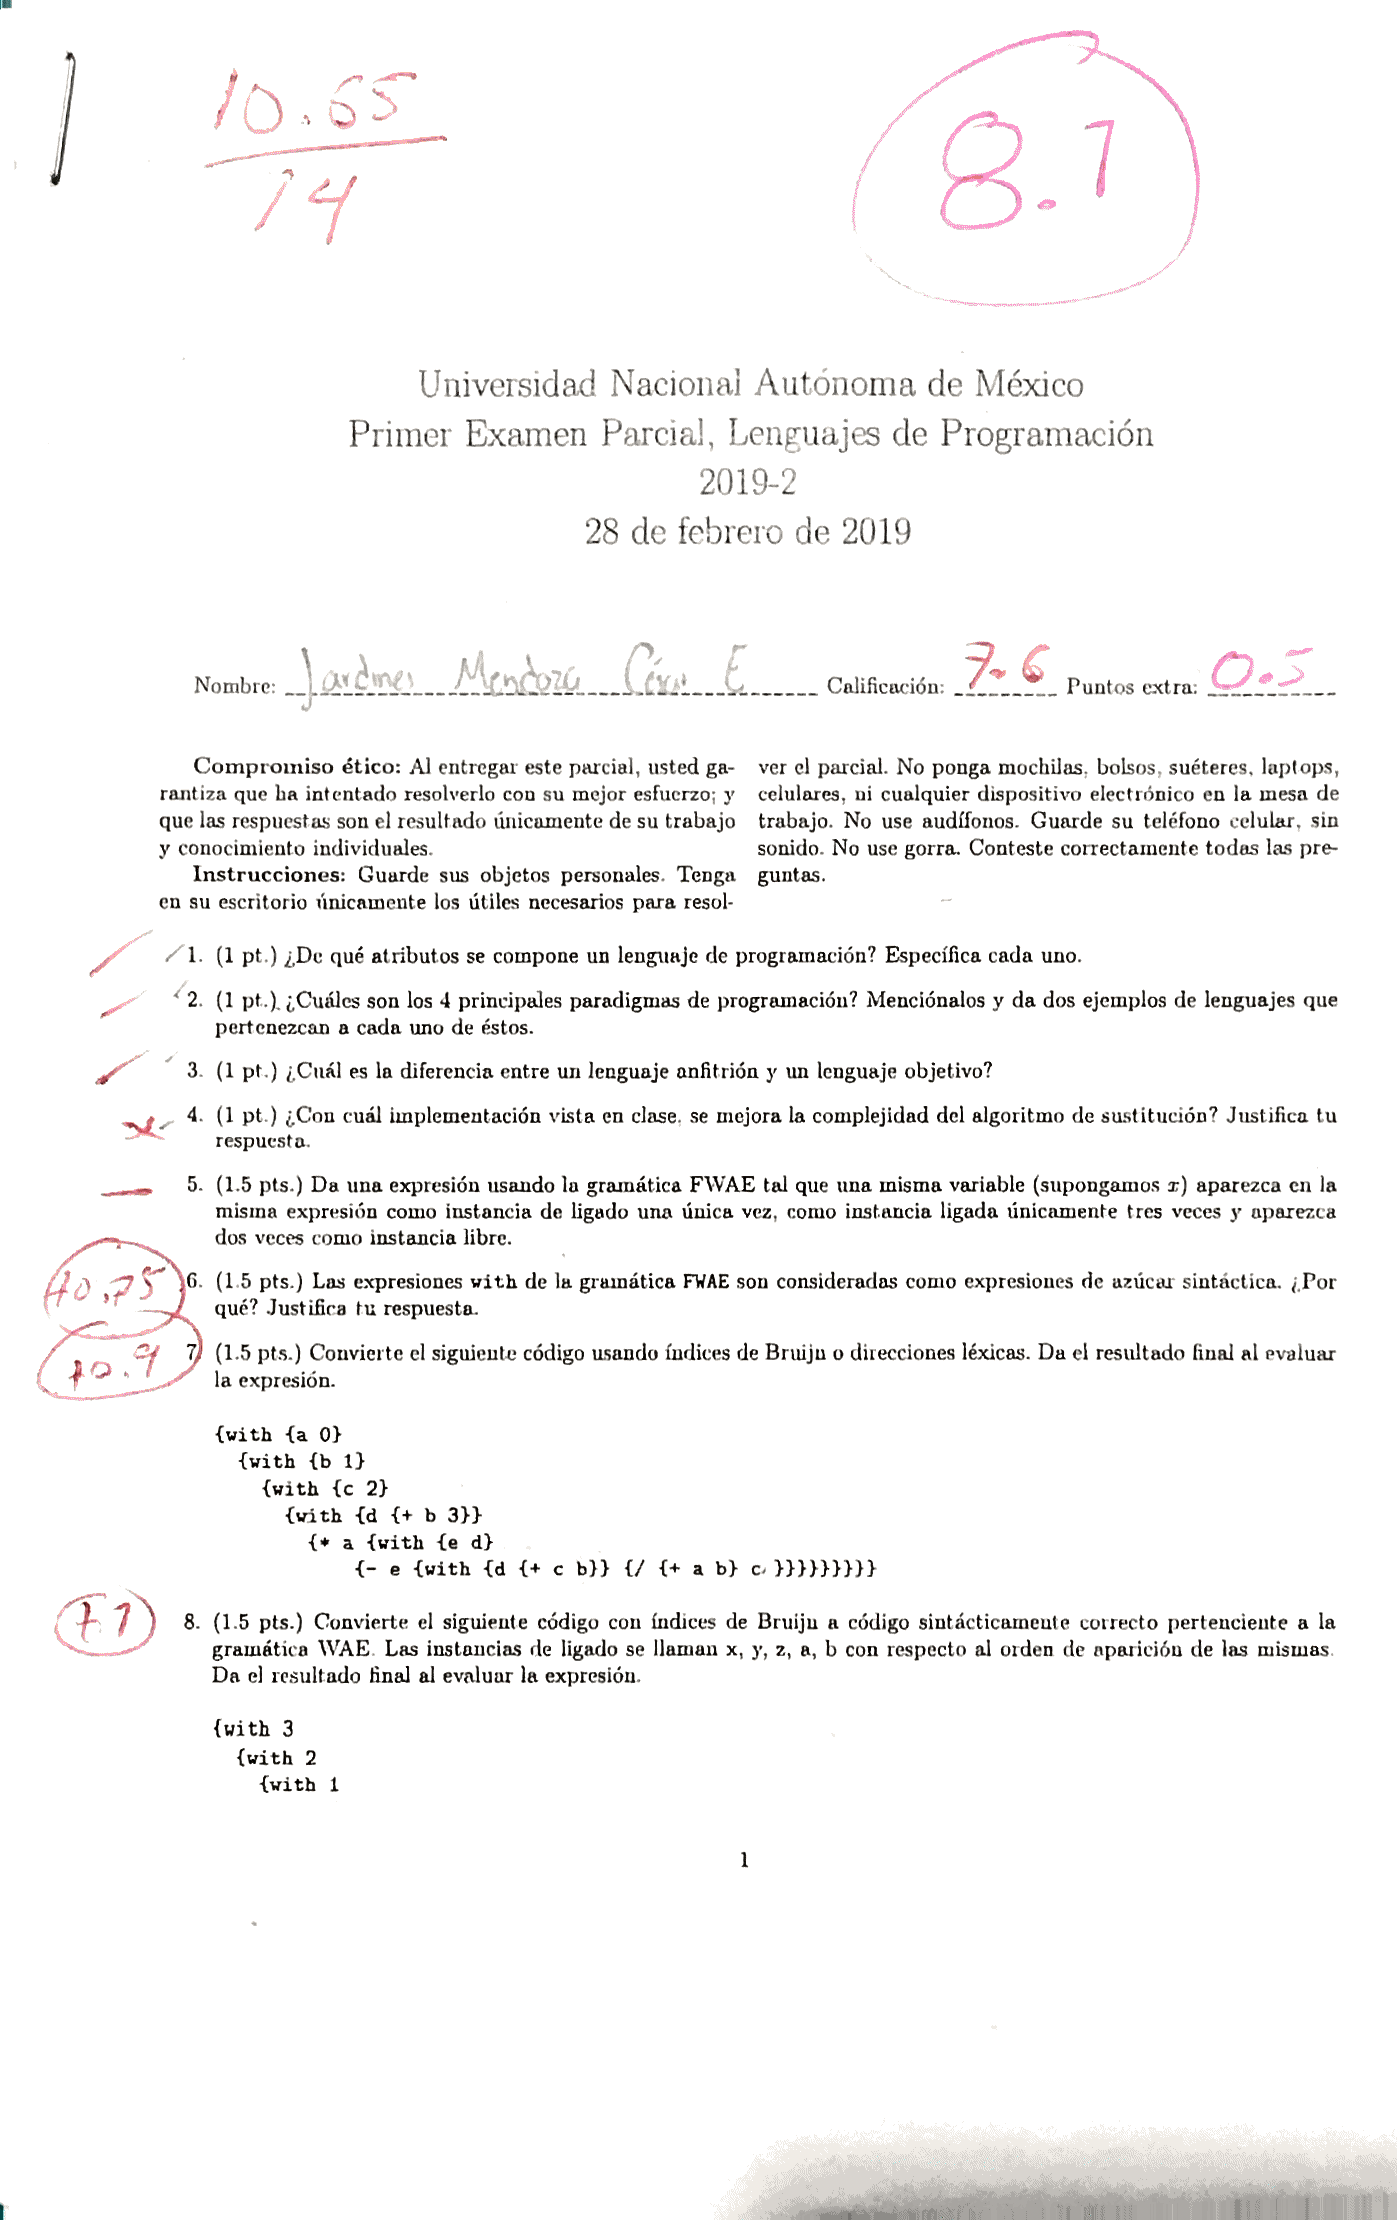 10.65
14
8.1
Universidad Nacional Autónoma de México
Primer Examen Parcial, Lenguajes de Programación
2019-2
28 de febrero de 2019
Nombre: Jardines Mendoza César E Calificación: 7.6 Puntos extra: 0.5
Compromiso ético: Al entregar este parcial, usted ga-
rantiza que ha intentado resolverlo con su mejor esfuerzo; y
que las respuestas son el resultado únicamente de su trabajo
y conocimiento individuales.
Instrucciones: Guarde sus objetos personales. Tenga
en su escritorio únicamente los útiles necesarios para resol-
ver el parcial. No ponga mochilas, bolsos, suéteres, laptops,
celulares, ni cualquier dispositivo electrónico en la mesa de
trabajo. No use audífonos. Guarde su teléfono celular, sin
sonido. No use gorra. Conteste correctamente todas las pre-
guntas.
1. (1 pt.) ¿De qué atributos se compone un lenguaje de programación? Específica cada uno.
2. (1 pt.) ¿Cuáles son los 4 principales paradigmas de programación? Menciónalos y da dos ejemplos de lenguajes que
pertenezcan a cada uno de éstos.
3. (1 pt.) ¿Cuál es la diferencia entre un lenguaje anfitrión y un lenguaje objetivo?
4. (1 pt.) ¿Con cuál implementación vista en clase, se mejora la complejidad del algoritmo de sustitución? Justifica tu
respuesta.
5. (1.5 pts.) Da una expresión usando la gramática FWAE tal que una misma variable (supongamos x) aparezca en la
misma expresión como instancia de ligado una única vez, como instancia ligada únicamente tres veces y aparezca
dos veces como instancia libre.
+0.75 6. (1.5 pts.) Las expresiones with de la gramática FWAE son consideradas como expresiones de azúcar sintáctica. ¿Por
qué? Justifica tu respuesta.
+0.9 7 (1.5 pts.) Convierte el siguiente código usando índices de Bruijn o direcciones léxicas. Da el resultado final al evaluar
la expresión.
{with {a 0}
{with {b 1}
{with {c 2}
{with {d {+ b 3}}
{* a {with {e d}
{- e {with {d {+ c b}} {/ {+ a b} c }}}}}}}}}
+1 8. (1.5 pts.) Convierte el siguiente código con índices de Bruijn a código sintácticamente correcto perteneciente a la
gramática WAE. Las instancias de ligado se llaman x, y, z, a, b con respecto al orden de aparición de las mismas.
Da el resultado final al evaluar la expresión.
{with 3
{with 2
{with 1
1